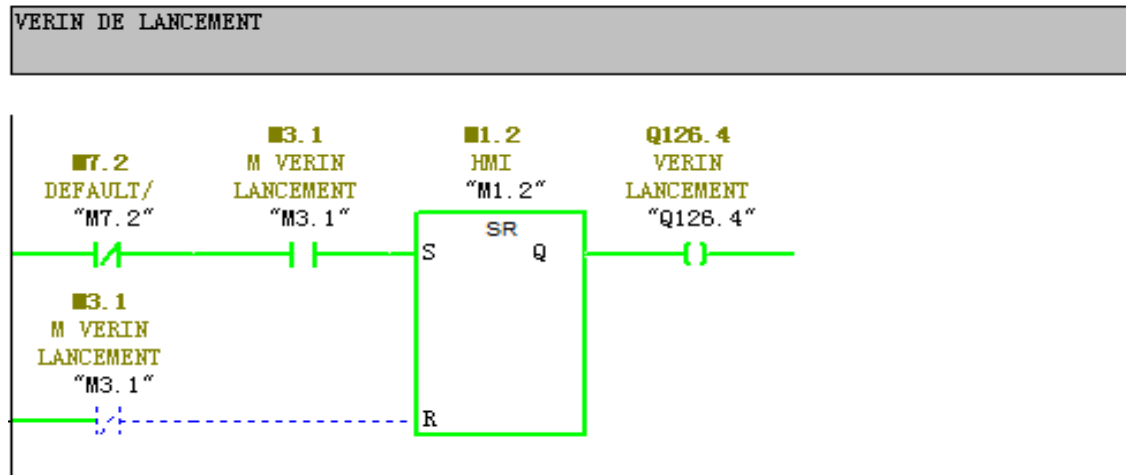 VERIN DE LANCEMENT
M3.1
M1.2
Q126.4
M7.2
M VERIN
HMI
VERIN
DEFAULT/
LANCEMENT
"M1.2"
LANCEMENT
"M7.2"
"M3.1"
"Q126.4"
SR
S
Q
M3.1
M VERIN
LANCEMENT
"M3.1"
R